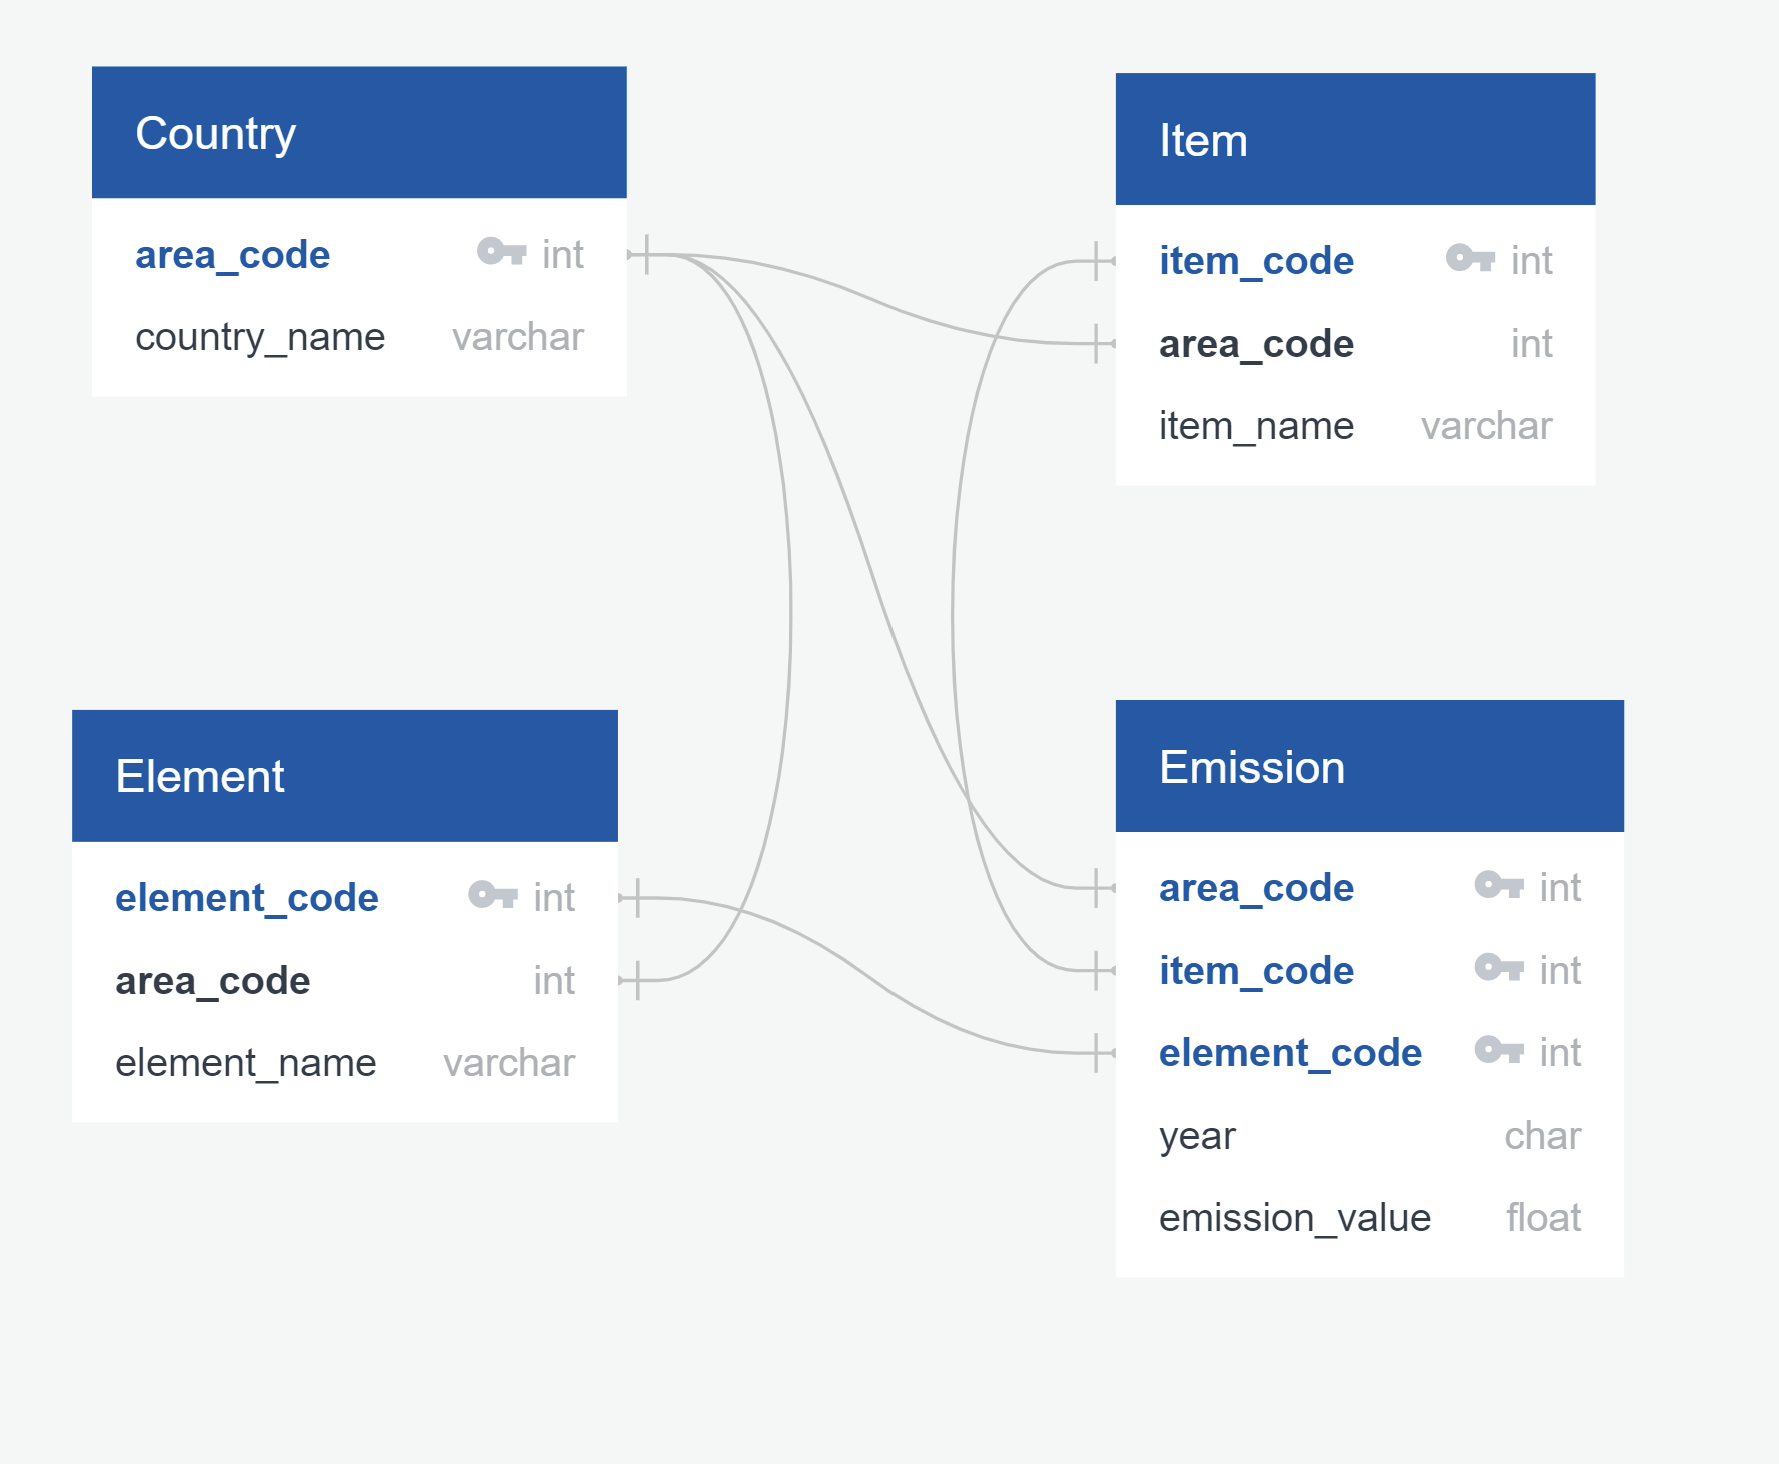 Country
area_code int
country_name varchar
Item
item_code int
area_code int
item_name varchar
Element
element_code int
area_code int
element_name varchar
Emission
area_code int
item_code int
element_code int
year char
emission_value float